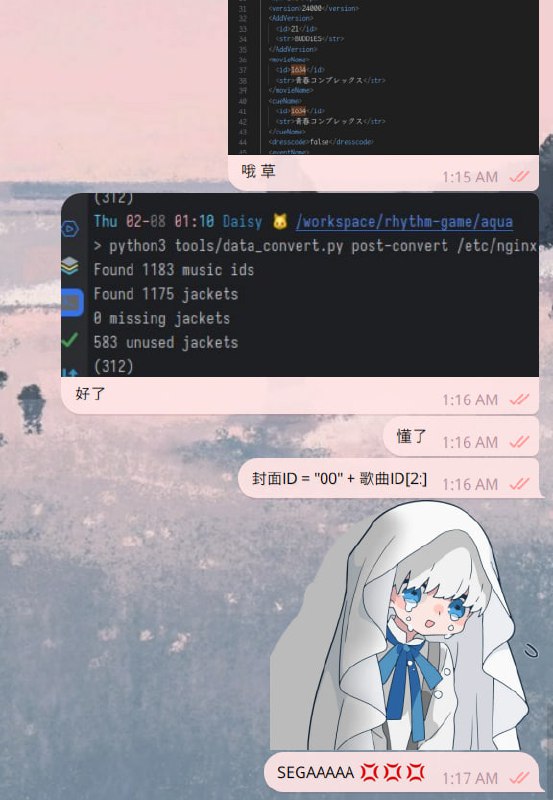 32 <version>24000</version>
32 <AddVersion>
33 <id>21</id>
34 <str>BUDDiES</str>
35 </AddVersion>
36 <movieName>
37 <id>1634</id>
38 <str>青春コンプレックス</str>
39 </movieName>
40 <cueName>
41 <id>1634</id>
42 <str>青春コンプレックス</str>
43 </cueName>
44 <dresscode>false</dresscode>
45 <eventName>
哦 草
1:15 AM
(312)
Thu 02-08 01:10 Daisy 🐱 /workspace/rhythm-game/aqua
> python3 tools/data_convert.py post-convert /etc/nginx
Found 1183 music ids
Found 1175 jackets
0 missing jackets
583 unused jackets
(312)
好了
1:16 AM
懂了
1:16 AM
封面ID = "00" + 歌曲ID[2:]
1:16 AM
SEGAAAAA 💢💢💢
1:17 AM